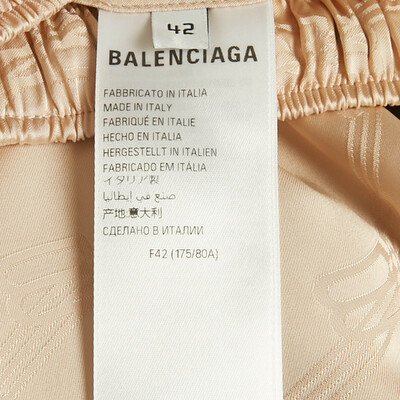 42
BALENCIAGA
FABBRICATO IN ITALIA
MADE IN ITALY
FABRIQUÉ EN ITALIE
HECHO EN ITALIA
HERGESTELLT IN ITALIEN
FABRICADO EM ITÁLIA
イタリア製
صنع في إيطاليا
产地:意大利
СДЕЛАНО В ИТАЛИИ
F42 (175/80A)